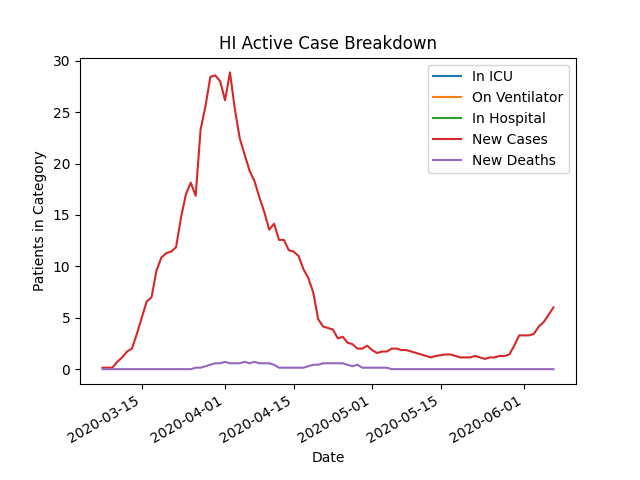 HI Active Case Breakdown
30
25
20
15
10
5
0
Patients in Category
In ICU
On Ventilator
In Hospital
New Cases
New Deaths
2020-03-15
2020-04-01
2020-04-15
2020-05-01
2020-05-15
2020-06-01
Date